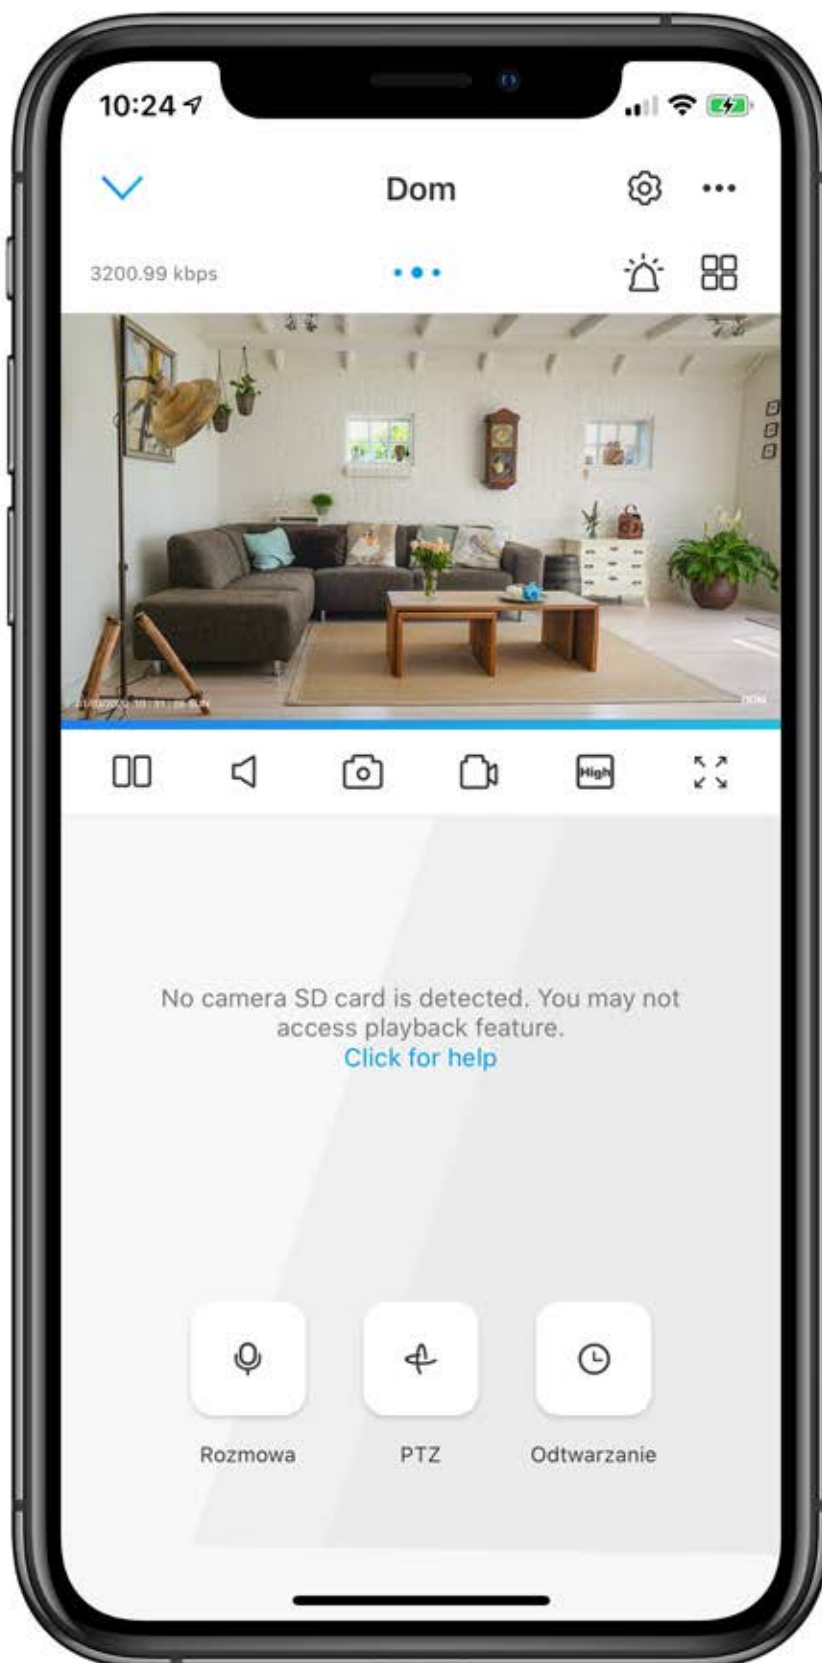 10:24
Dom
3200.99 kbps
DOM
High
No camera SD card is detected. You may not
access playback feature.
Click for help
Rozmowa
PTZ
Odtwarzanie